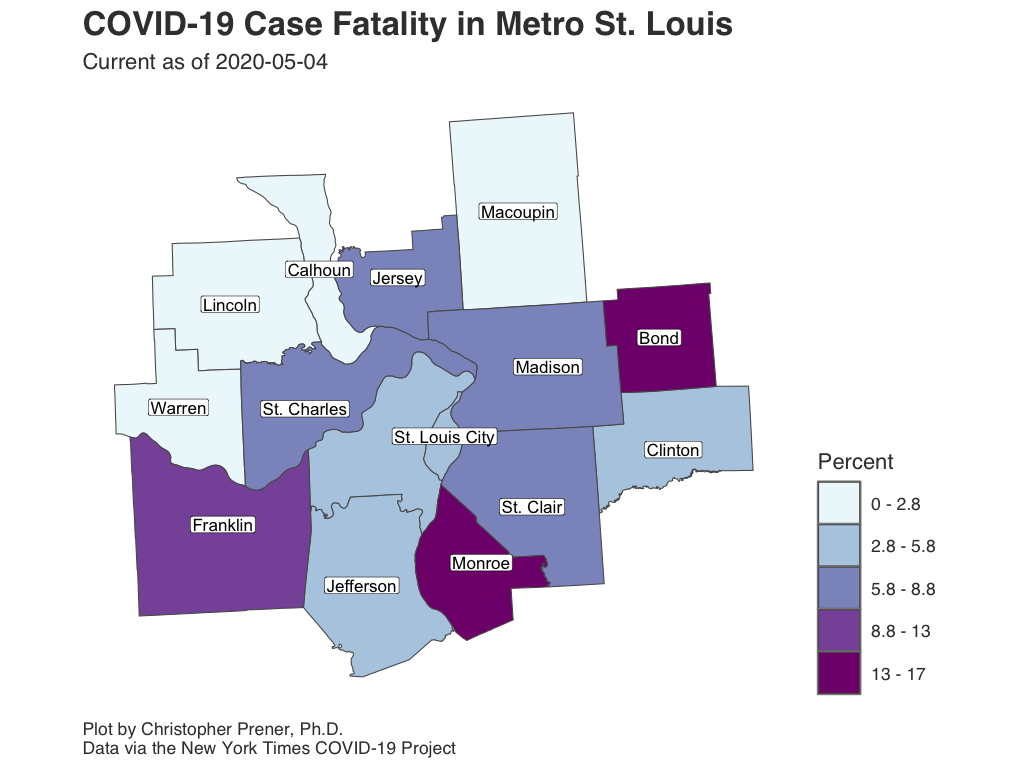 COVID-19 Case Fatality in Metro St. Louis
Current as of 2020-05-04
Macoupin
Calhoun
Jersey
Lincoln
Bond
Madison
Warren
St. Charles
St. Louis City
Clinton
St. Clair
Franklin
Monroe
Jefferson
Percent
0 - 2.8
2.8 - 5.8
5.8 - 8.8
8.8 - 13
13 - 17
Plot by Christopher Prener, Ph.D.
Data via the New York Times COVID-19 Project